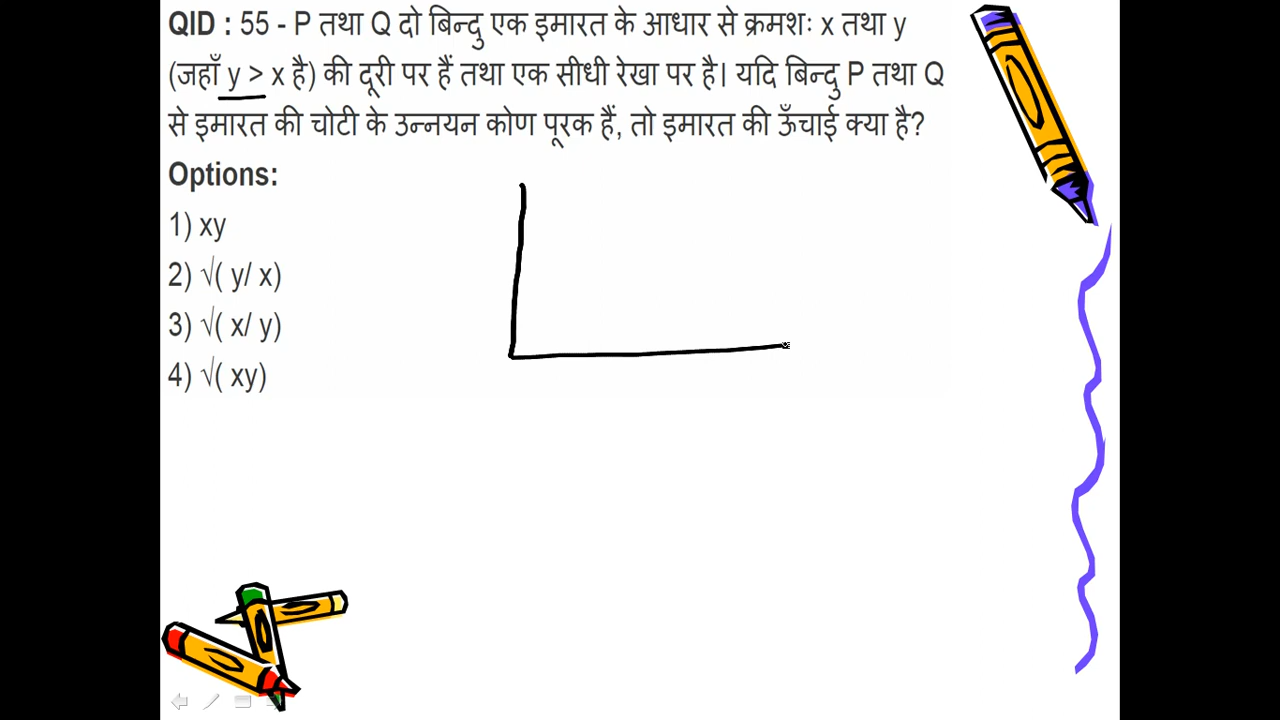 QID : 55 - P तथा Q दो बिन्दु एक इमारत के आधार से क्रमशः x तथा y
(जहाँ y > x है) की दूरी पर हैं तथा एक सीधी रेखा पर है। यदि बिन्दु P तथा Q
से इमारत की चोटी के उन्नयन कोण पूरक हैं, तो इमारत की ऊँचाई क्या है?
Options:
1) xy
2) √( y/ x)
3) √( x/ y)
4) √( xy)